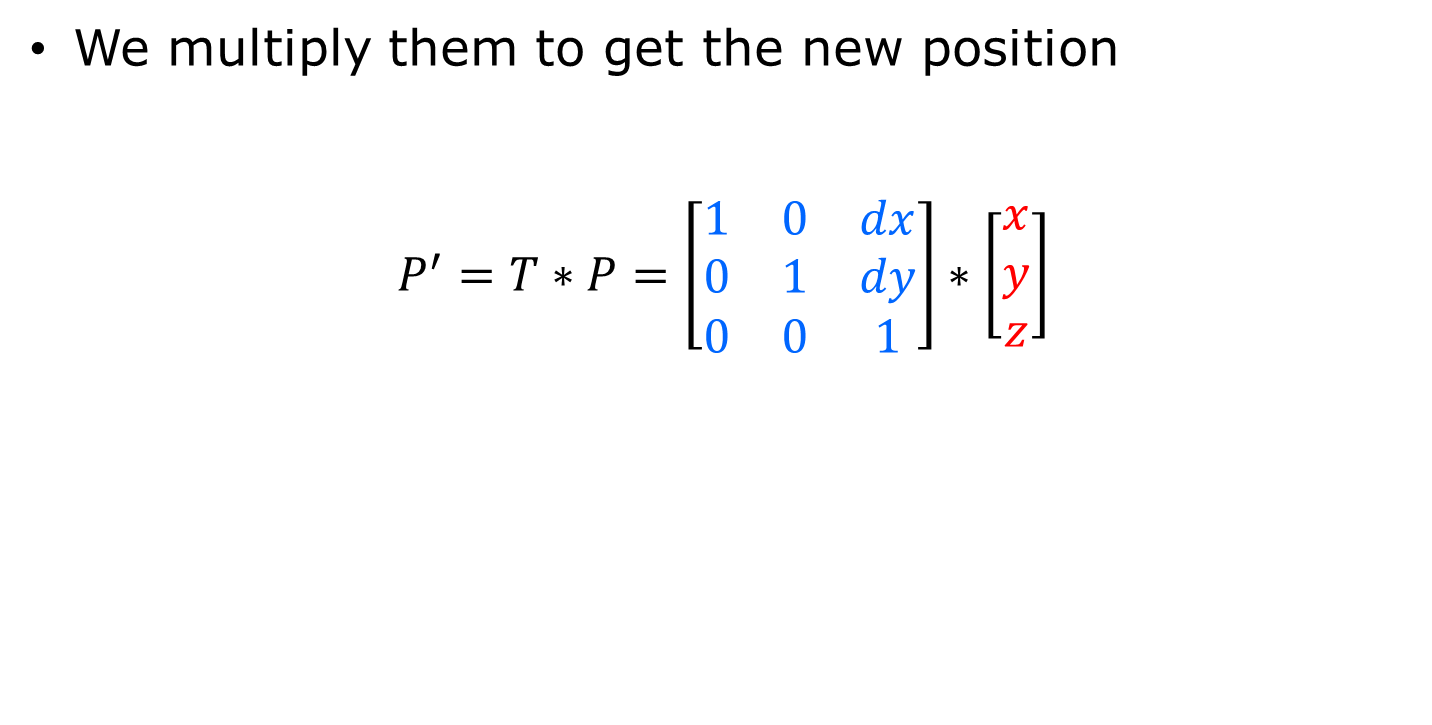 • We multiply them to get the new position
P′ = T ∗ P = [1 0 dx; 0 1 dy; 0 0 1] ∗ [x; y; z]